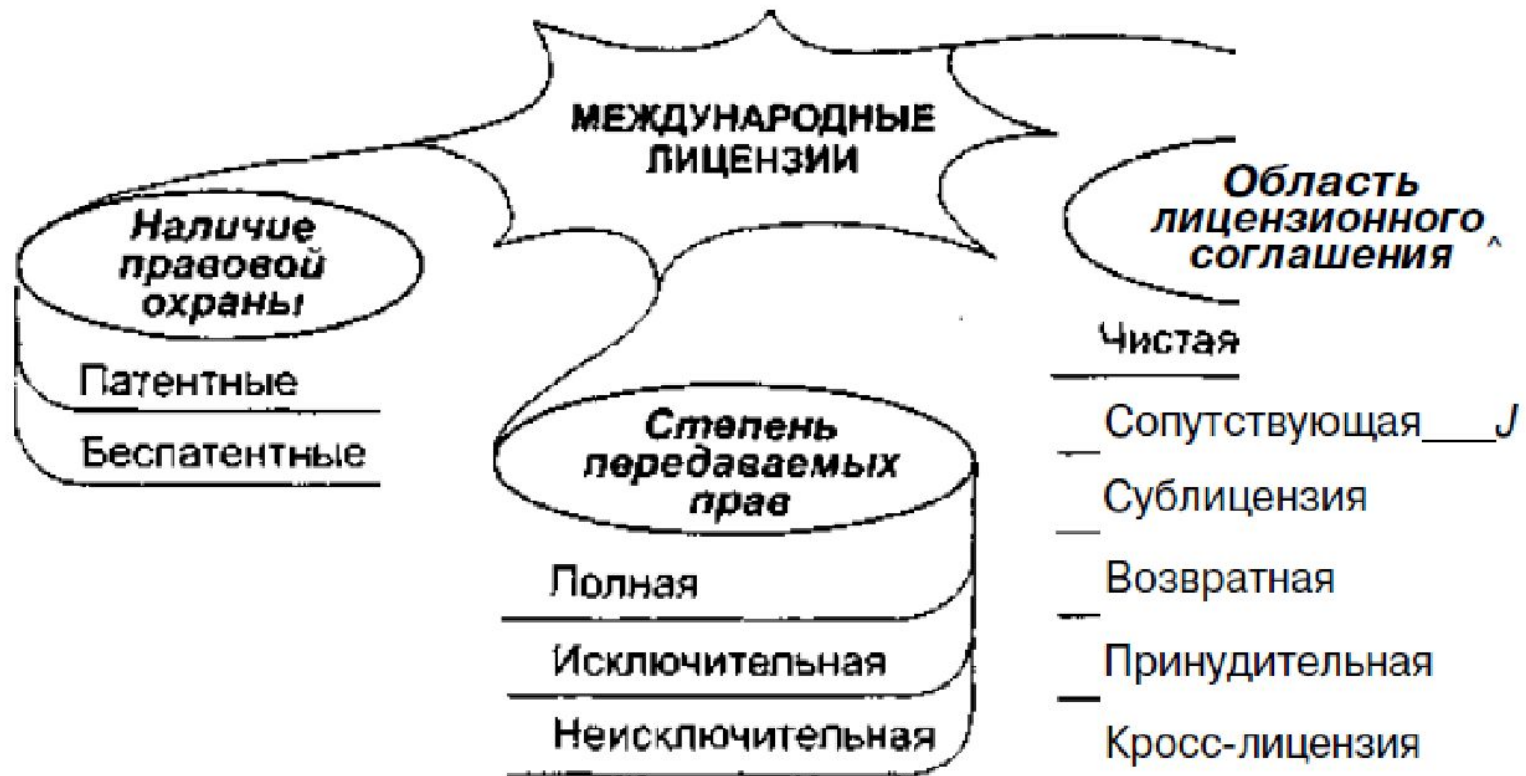 МЕЖДУНАРОДНЫЕ
ЛИЦЕНЗИИ
Наличие
правовой
охраны
Патентные
Беспатентные
Степень
передаваемых
прав
Полная
Исключительная
Неисключительная
Область
лицензионного
соглашения ^
Чистая
Сопутствующая___J
Сублицензия
Возвратная
Принудительная
Кросс-лицензия